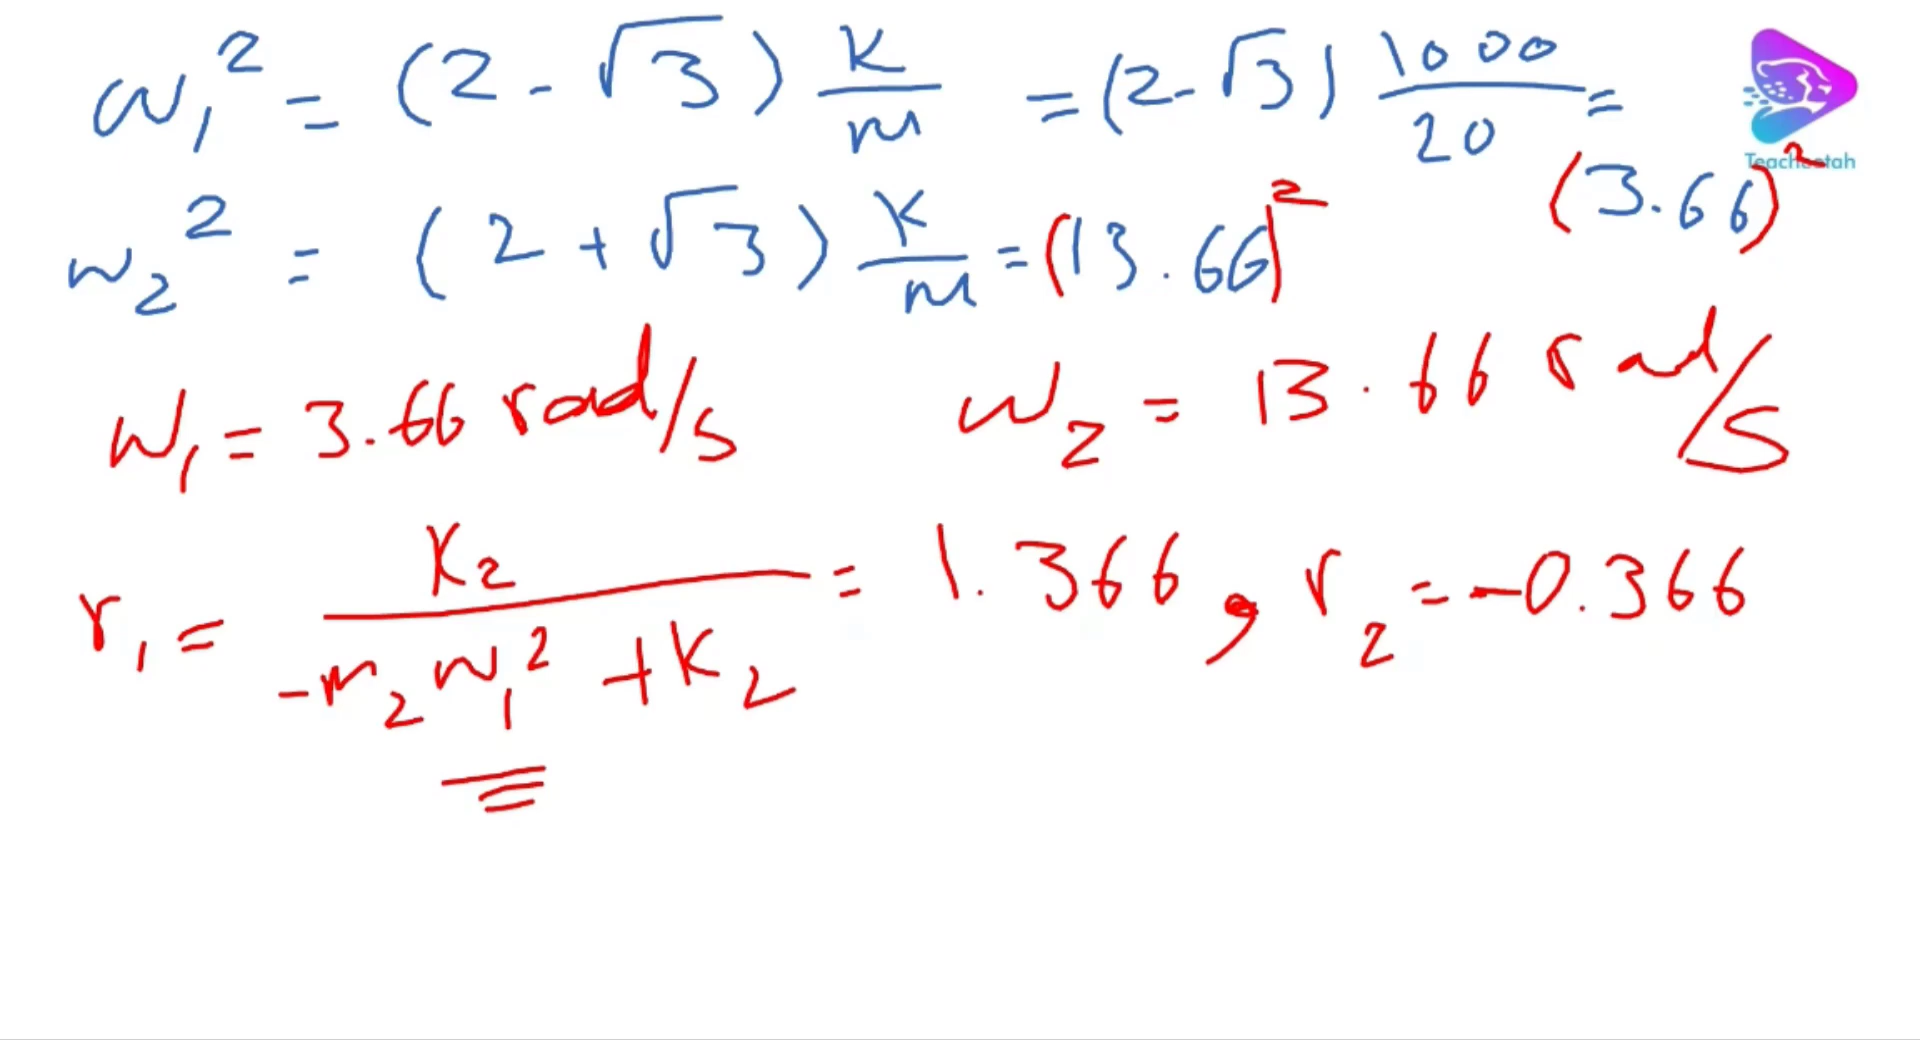 ω₁² = (2 - √3) K/m = (2 - √3) 1000/20 = (3.66)²
Teacheetah
ω₂² = (2 + √3) K/m = (13.66)²
ω₁ = 3.66 rad/s ω₂ = 13.66 rad/s
r₁ = K₂/(-m₂ω₁² + K₂) = 1.366, r₂ = -0.366